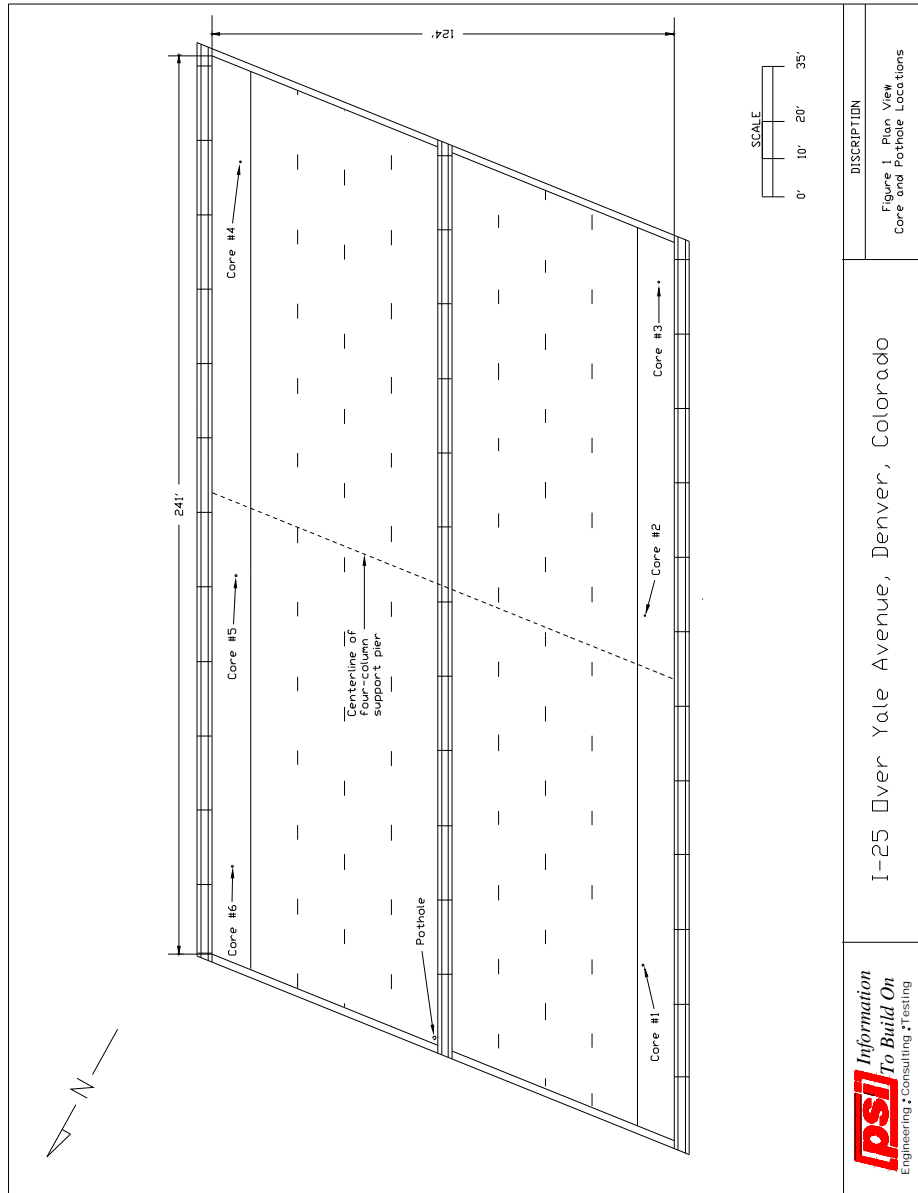 124'
241'
N
Core #4
Core #5
Core #6
Centerline of
four-column
support pier
Pothole
Core #3
Core #2
Core #1
SCALE
0' 10' 20' 35'
psi Information
To Build On
Engineering • Consulting • Testing
I-25 Over Yale Avenue, Denver, Colorado
DISCRIPTION
Figure 1 Plan View
Core and Pothole Locations